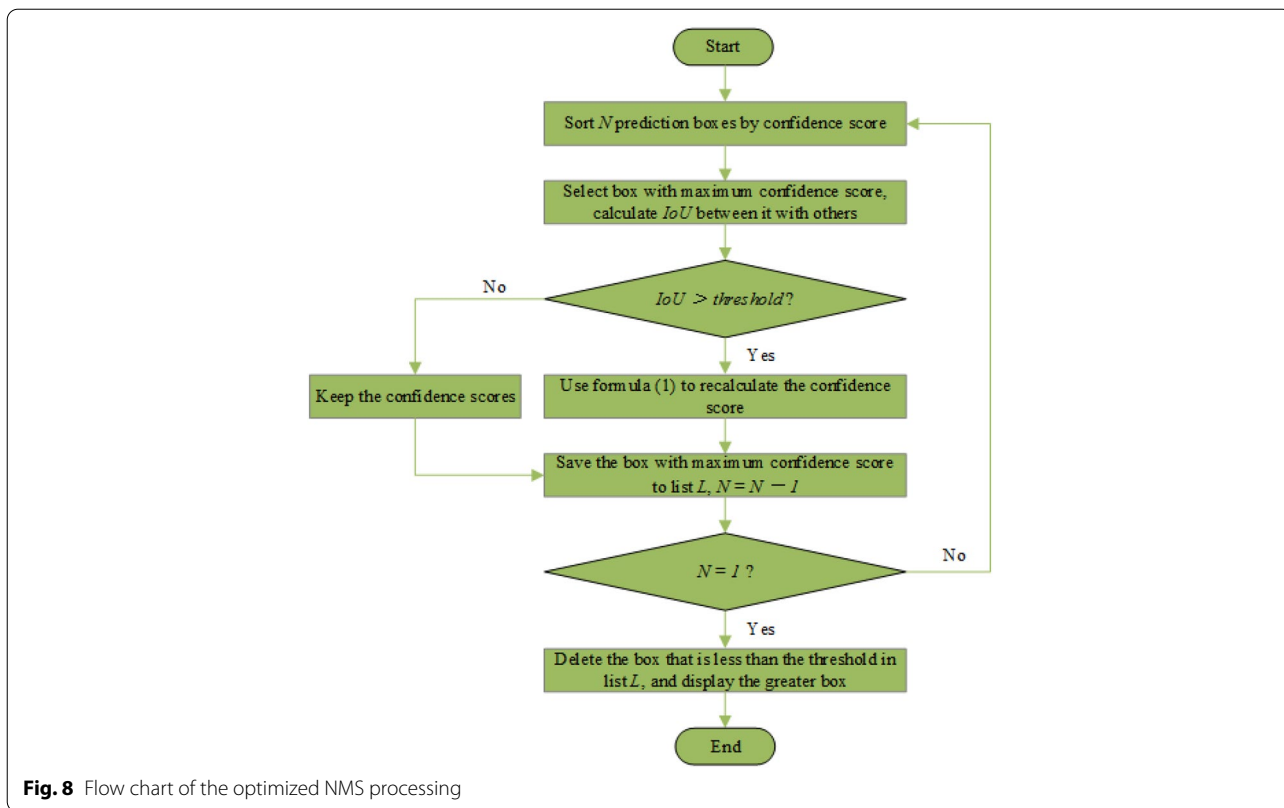 Start
Sort N prediction boxes by confidence score
Select box with maximum confidence score,
calculate IoU between it with others
No
IoU > threshold?
Yes
Keep the confidence scores
Use formula (1) to recalculate the confidence
score
Save the box with maximum confidence score
to list L, N = N − 1
No
N = 1 ?
Yes
Delete the box that is less than the threshold in
list L, and display the greater box
End
Fig. 8 Flow chart of the optimized NMS processing